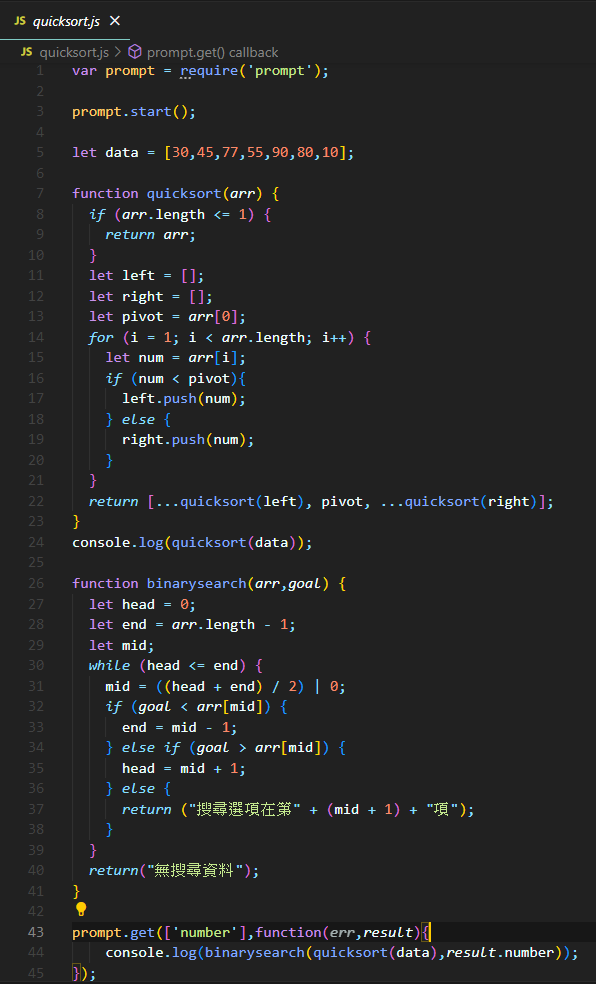 JS quicksort.js ×
JS quicksort.js > prompt.get() callback
1 var prompt = require('prompt');
2
3 prompt.start();
4
5 let data = [30,45,77,55,90,80,10];
6
7 function quicksort(arr) {
8   if (arr.length <= 1) {
9     return arr;
10   }
11   let left = [];
12   let right = [];
13   let pivot = arr[0];
14   for (i = 1; i < arr.length; i++) {
15     let num = arr[i];
16     if (num < pivot){
17       left.push(num);
18     } else {
19       right.push(num);
20     }
21   }
22   return [...quicksort(left), pivot, ...quicksort(right)];
23 }
24 console.log(quicksort(data));
25
26 function binarysearch(arr,goal) {
27   let head = 0;
28   let end = arr.length - 1;
29   let mid;
30   while (head <= end) {
31     mid = ((head + end) / 2) | 0;
32     if (goal < arr[mid]) {
33       end = mid - 1;
34     } else if (goal > arr[mid]) {
35       head = mid + 1;
36     } else {
37       return ("搜尋選項在第" + (mid + 1) + "項");
38     }
39   }
40   return("無搜尋資料");
41 }
42
43 prompt.get(['number'],function(err,result){
44     console.log(binarysearch(quicksort(data),result.number));
45 });